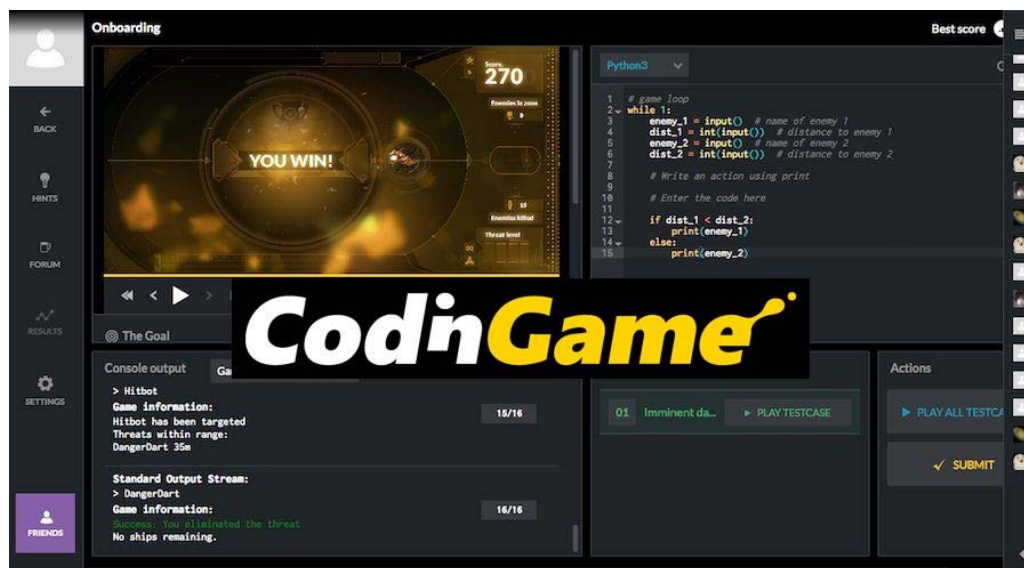 Onboarding
Best score
BACK
HINTS
FORUM
RESULTS
SETTINGS
FRIENDS
Score
270
Enemies in zone
0
YOU WIN!
15
Enemies killed
Threat level
The Goal
Python3
1 # game loop
2 while 1:
3 enemy_1 = input() # name of enemy 1
4 dist_1 = int(input()) # distance to enemy 1
5 enemy_2 = input() # name of enemy 2
6 dist_2 = int(input()) # distance to enemy 2
7
8 # Write an action using print
9
10 # Enter the code here
11
12 if dist_1 < dist_2:
13 print(enemy_1)
14 else:
15 print(enemy_2)
CodinGame
Console output
Ga
> Hitbot
Game information:
Hitbot has been targeted
Threats within range:
DangerDart 35m
15/16
Standard Output Stream:
> DangerDart
Game information:
Success: You eliminated the threat
No ships remaining.
16/16
01 Imminent da...
PLAY TESTCASE
Actions
PLAY ALL TESTCA
SUBMIT